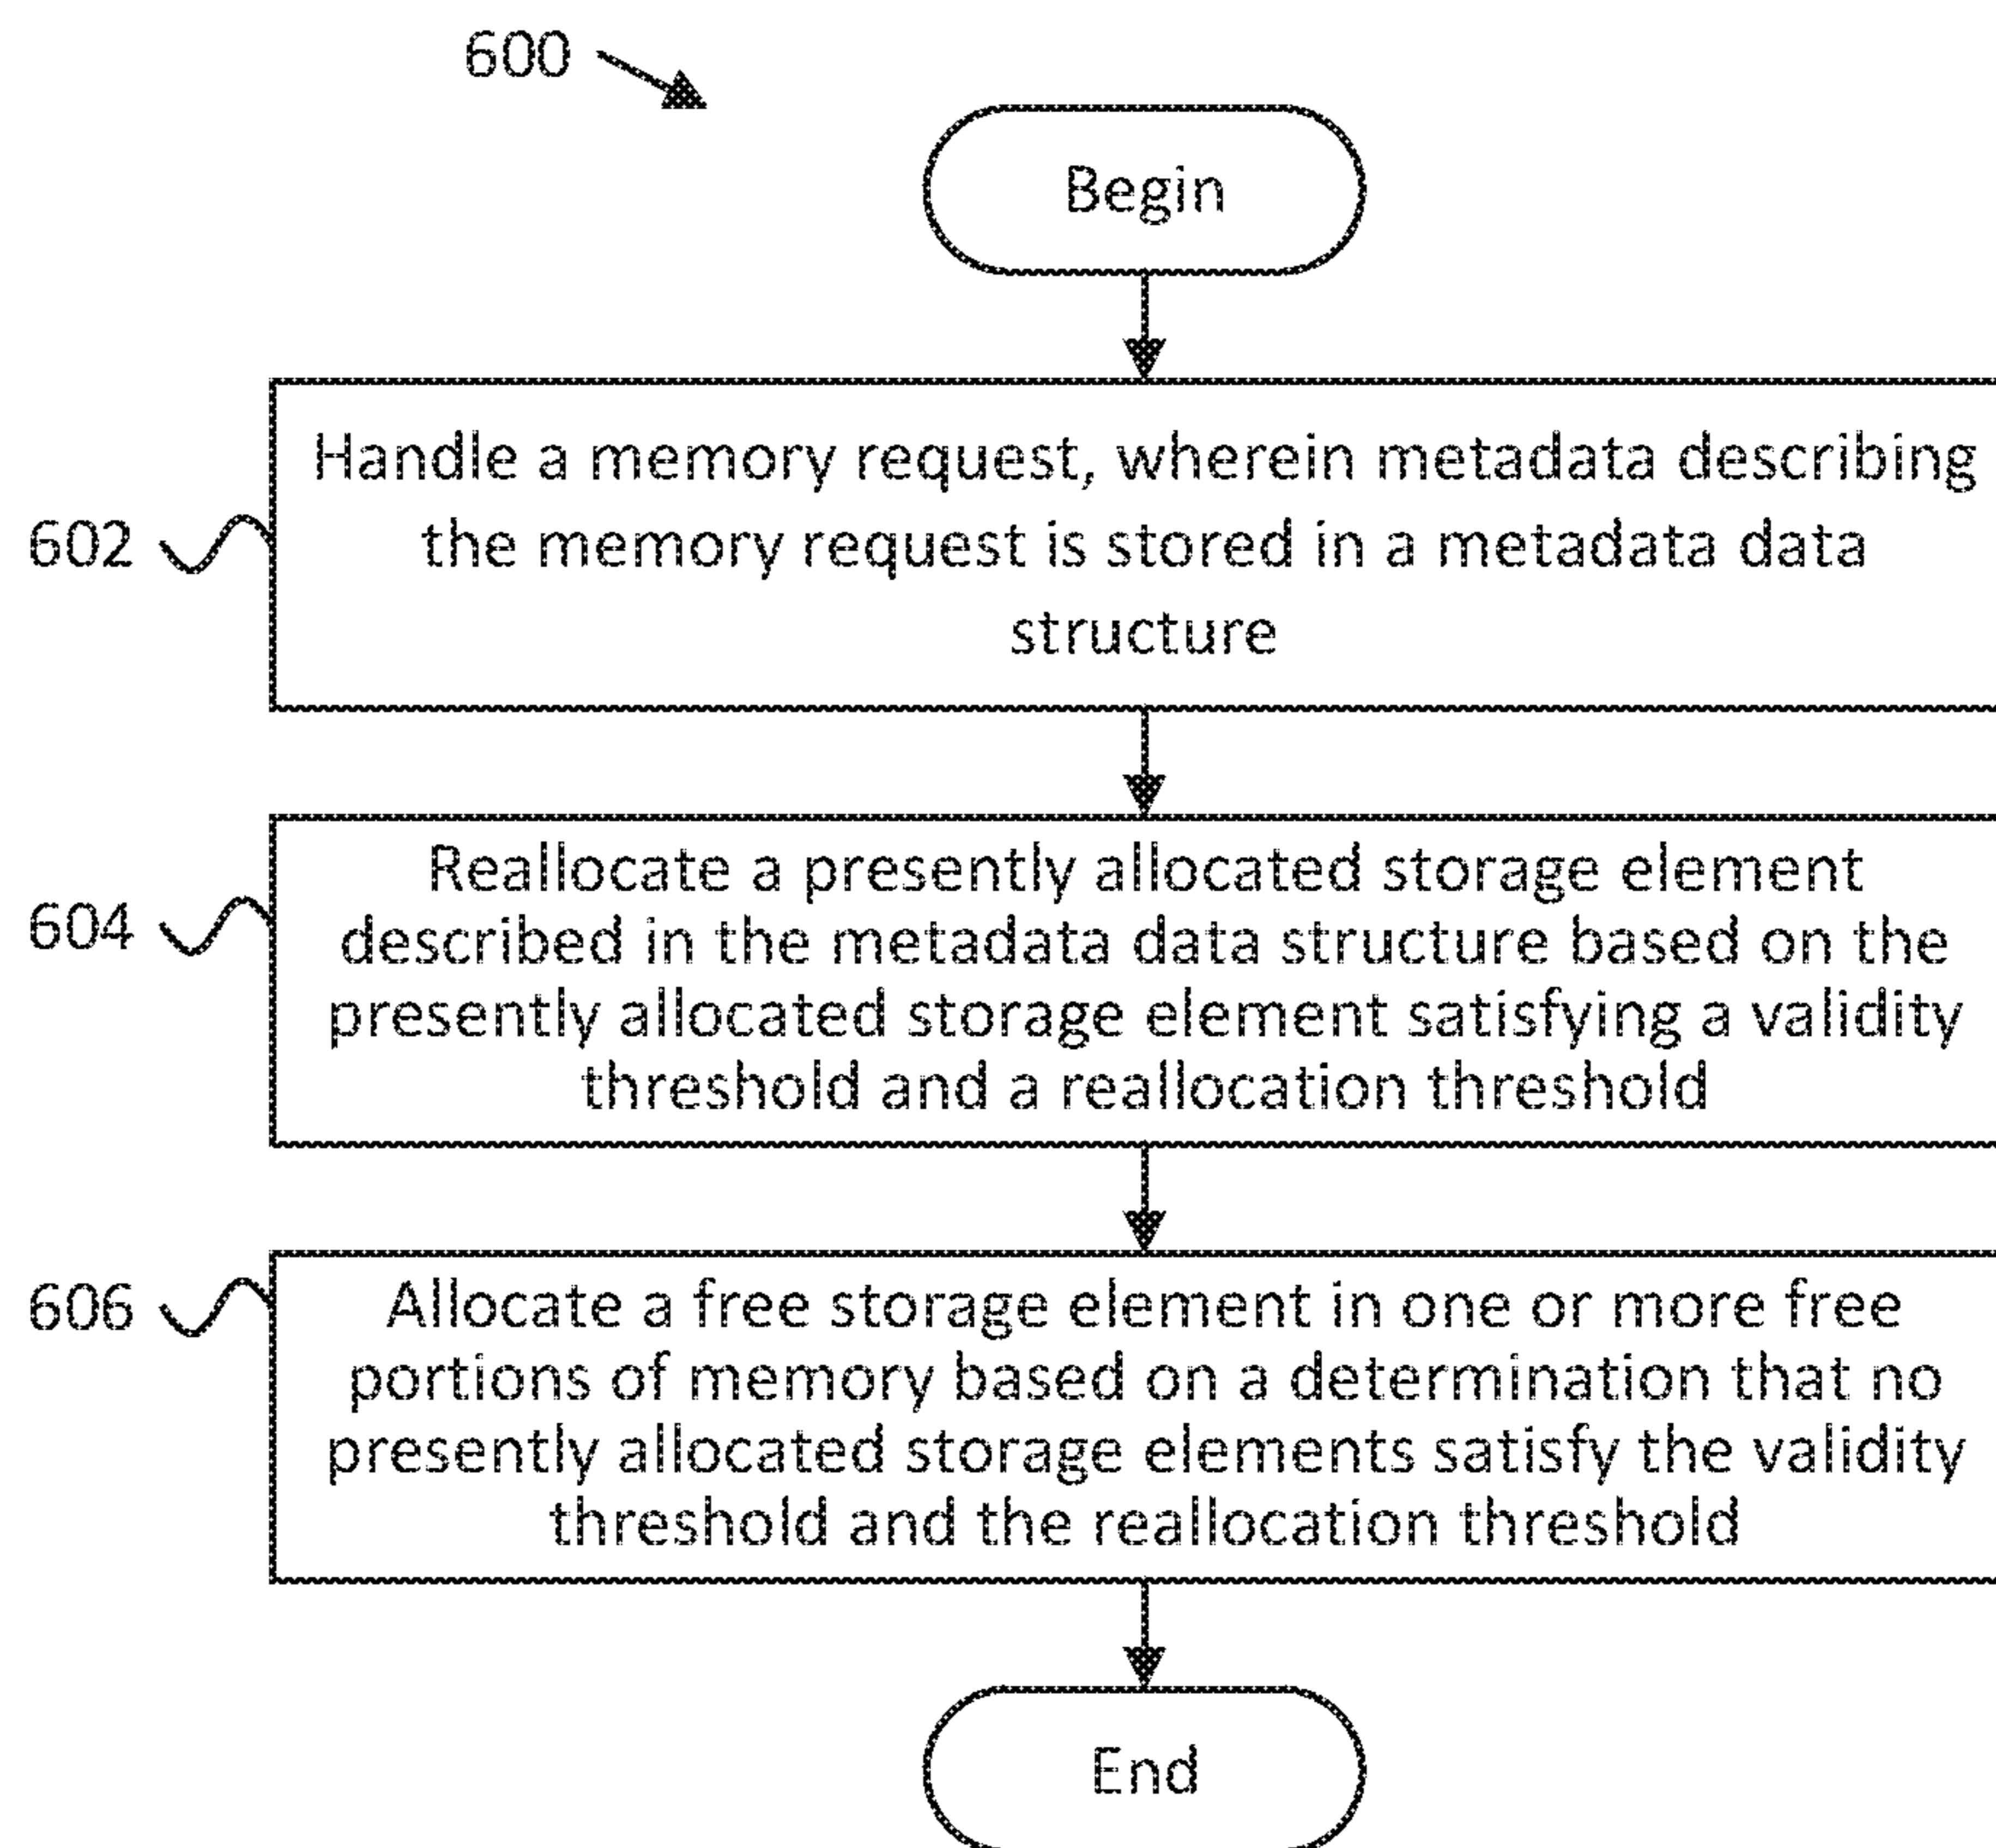 600
Begin
602
Handle a memory request, wherein metadata describing
the memory request is stored in a metadata data
structure
604
Reallocate a presently allocated storage element
described in the metadata data structure based on the
presently allocated storage element satisfying a validity
threshold and a reallocation threshold
606
Allocate a free storage element in one or more free
portions of memory based on a determination that no
presently allocated storage elements satisfy the validity
threshold and the reallocation threshold
End